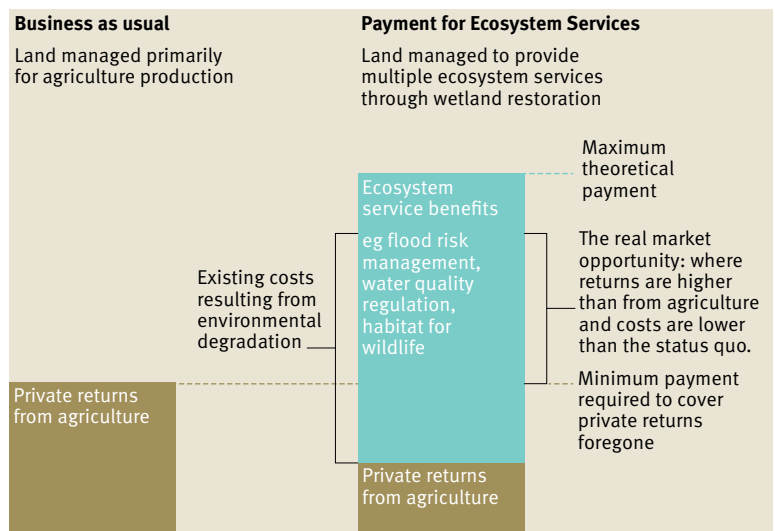 Business as usual
Land managed primarily
for agriculture production
Payment for Ecosystem Services
Land managed to provide
multiple ecosystem services
through wetland restoration
Maximum
theoretical
payment
Ecosystem
service benefits
eg flood risk
management,
water quality
regulation,
habitat for
wildlife
Existing costs
resulting from
environmental
degradation
The real market
opportunity: where
returns are higher
than from agriculture
and costs are lower
than the status quo.
Minimum payment
required to cover
private returns
foregone
Private returns
from agriculture
Private returns
from agriculture